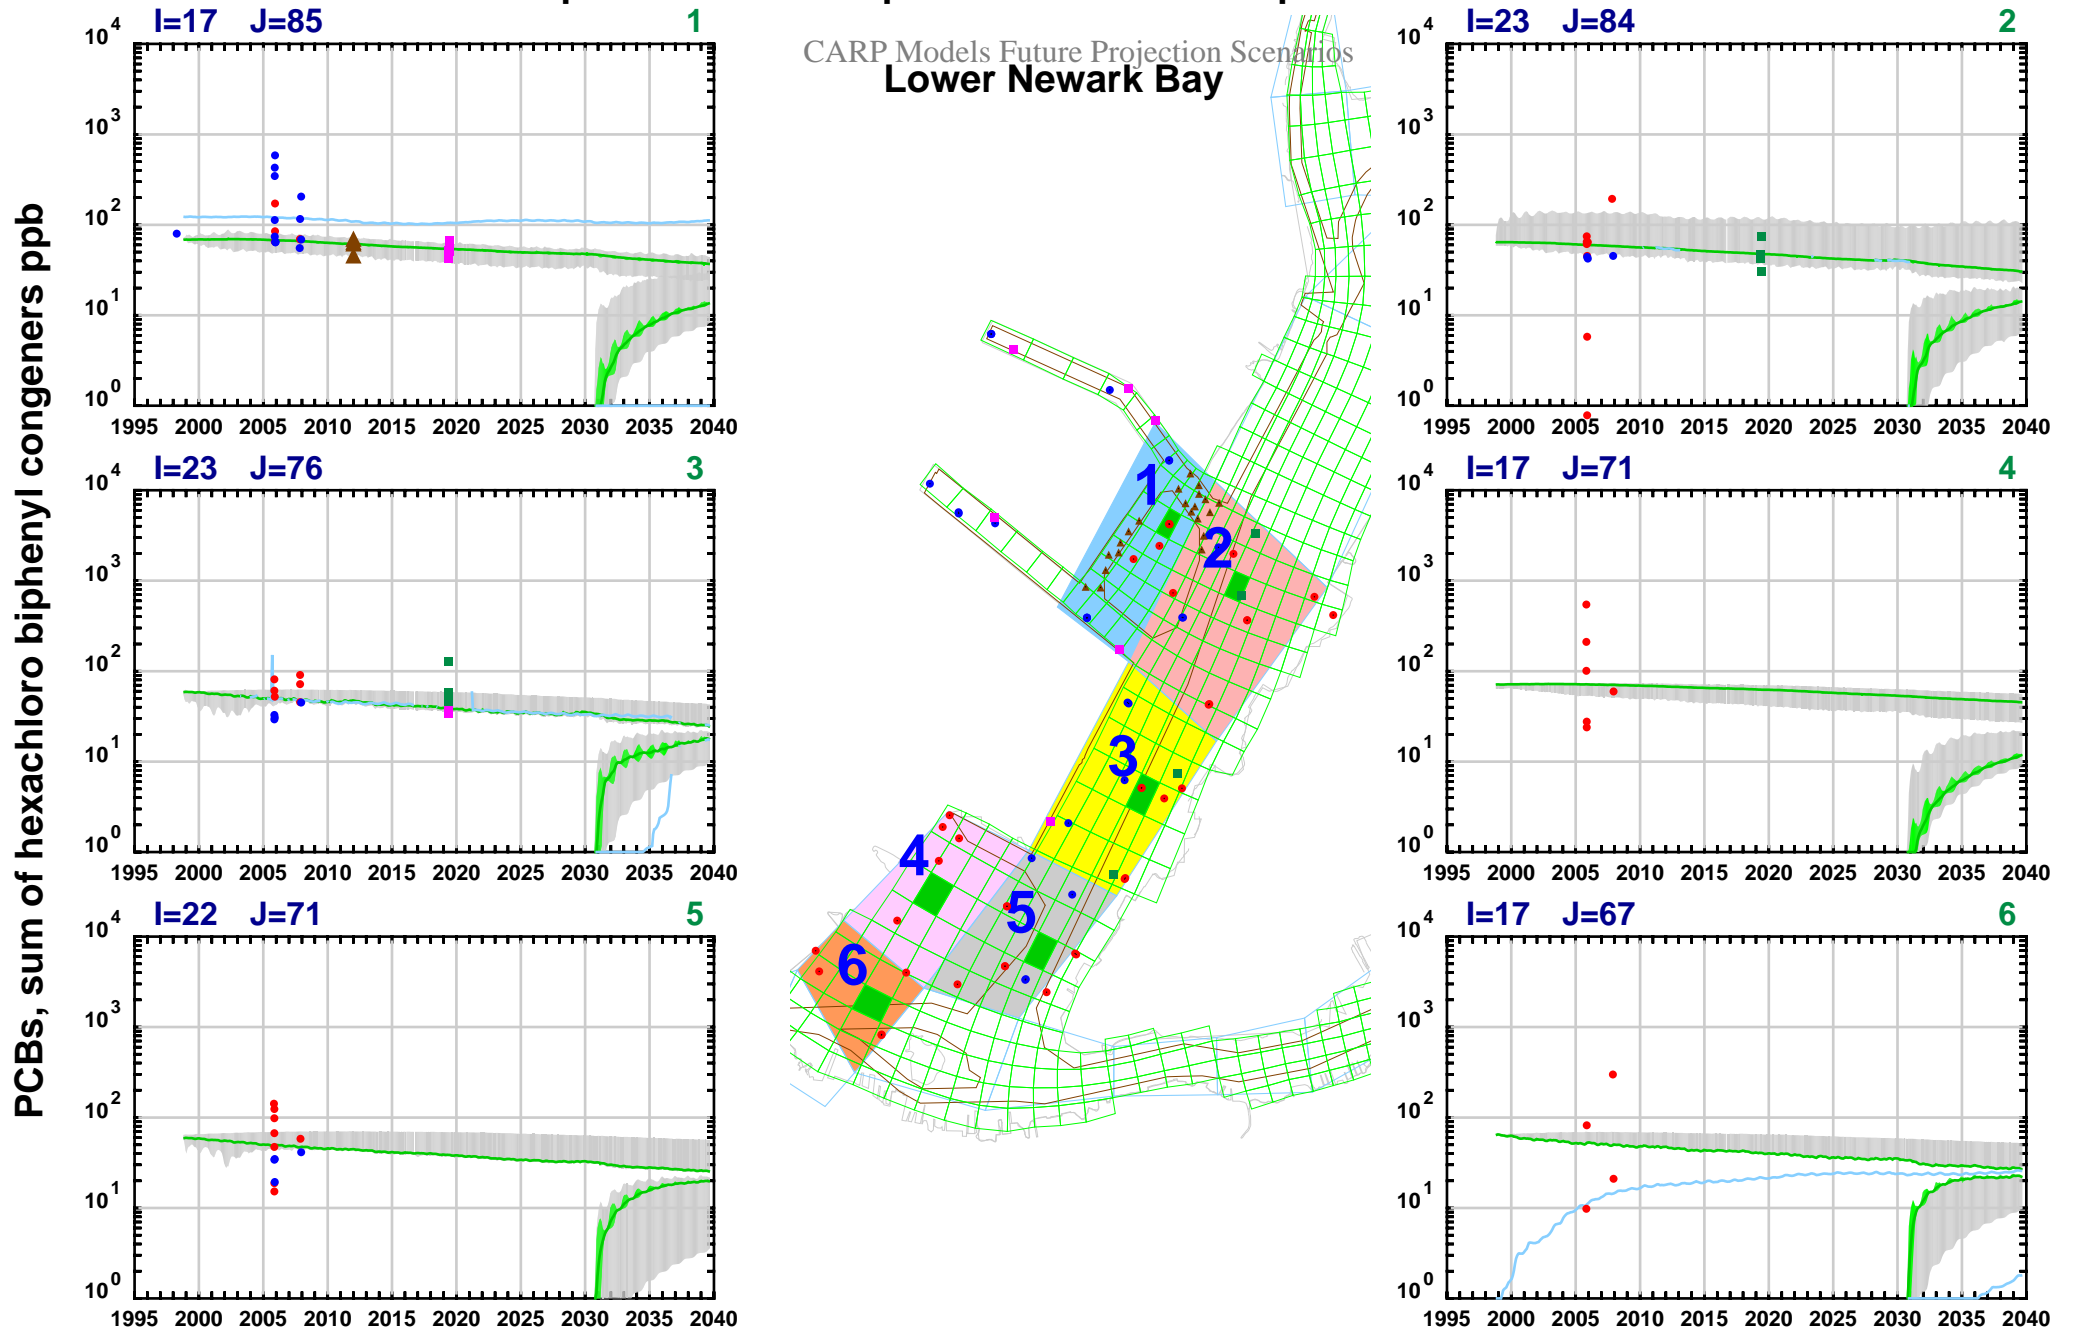 CARP Models Future Projection Scenarios
Lower Newark Bay
PCBs, sum of hexachloro biphenyl congeners ppb
I=17 J=85 1
10^4
10^3
10^2
10^1
10^0
1995 2000 2005 2010 2015 2020 2025 2030 2035 2040
I=23 J=84 2
10^4
10^3
10^2
10^1
10^0
1995 2000 2005 2010 2015 2020 2025 2030 2035 2040
I=23 J=76 3
10^4
10^3
10^2
10^1
10^0
1995 2000 2005 2010 2015 2020 2025 2030 2035 2040
I=17 J=71 4
10^4
10^3
10^2
10^1
10^0
1995 2000 2005 2010 2015 2020 2025 2030 2035 2040
I=22 J=71 5
10^4
10^3
10^2
10^1
10^0
1995 2000 2005 2010 2015 2020 2025 2030 2035 2040
I=17 J=67 6
10^4
10^3
10^2
10^1
10^0
1995 2000 2005 2010 2015 2020 2025 2030 2035 2040
1
2
3
4
5
6